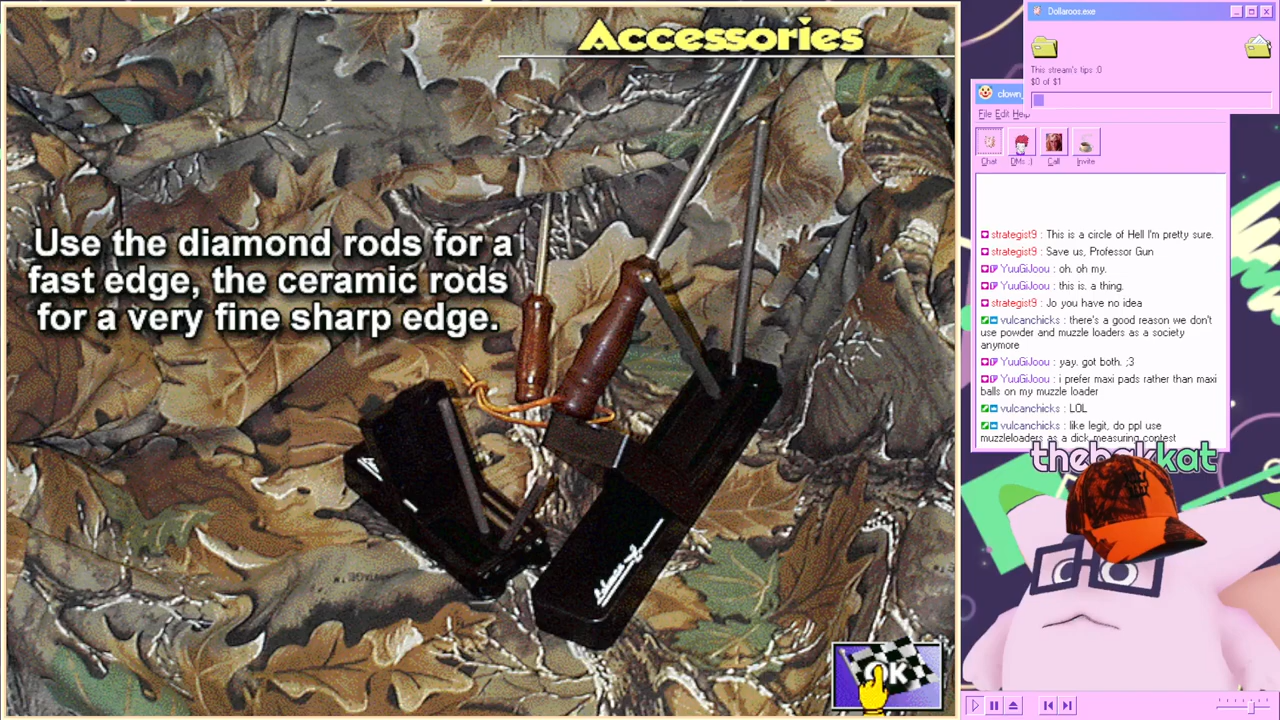 Accessories
Use the diamond rods for a
fast edge, the ceramic rods
for a very fine sharp edge.
OK
Dollaroos.exe
This stream's tips :0
$0 of $1
clown_
File Edit Help
Chat
DMs :)
Call
Invite
strategist9 : This is a circle of Hell I'm pretty sure.
strategist9 : Save us, Professor Gun
YuuGiJoou : oh. oh my.
YuuGiJoou : this is. a thing.
strategist9 : Jo you have no idea
vulcanchicks : there's a good reason we don't
use powder and muzzle loaders as a society
anymore
YuuGiJoou : yay. got both. ;3
YuuGiJoou : i prefer maxi pads rather than maxi
balls on my muzzle loader
vulcanchicks : LOL
vulcanchicks : like legit, do ppl use
muzzleloaders as a dick measuring contest
thebakkat